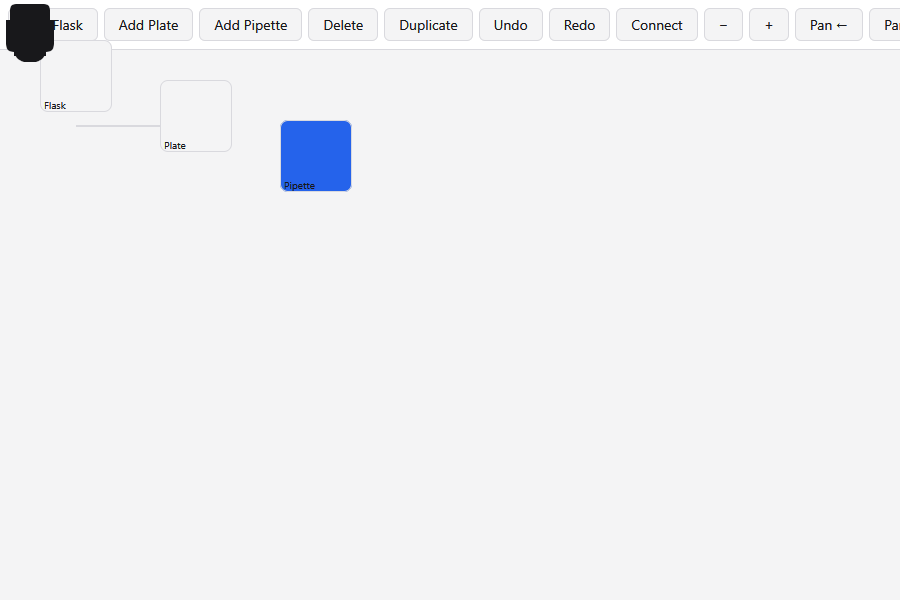 Flask
Add Plate
Add Pipette
Delete
Duplicate
Undo
Redo
Connect
−
+
Pan ←
Flask
Plate
Pipette